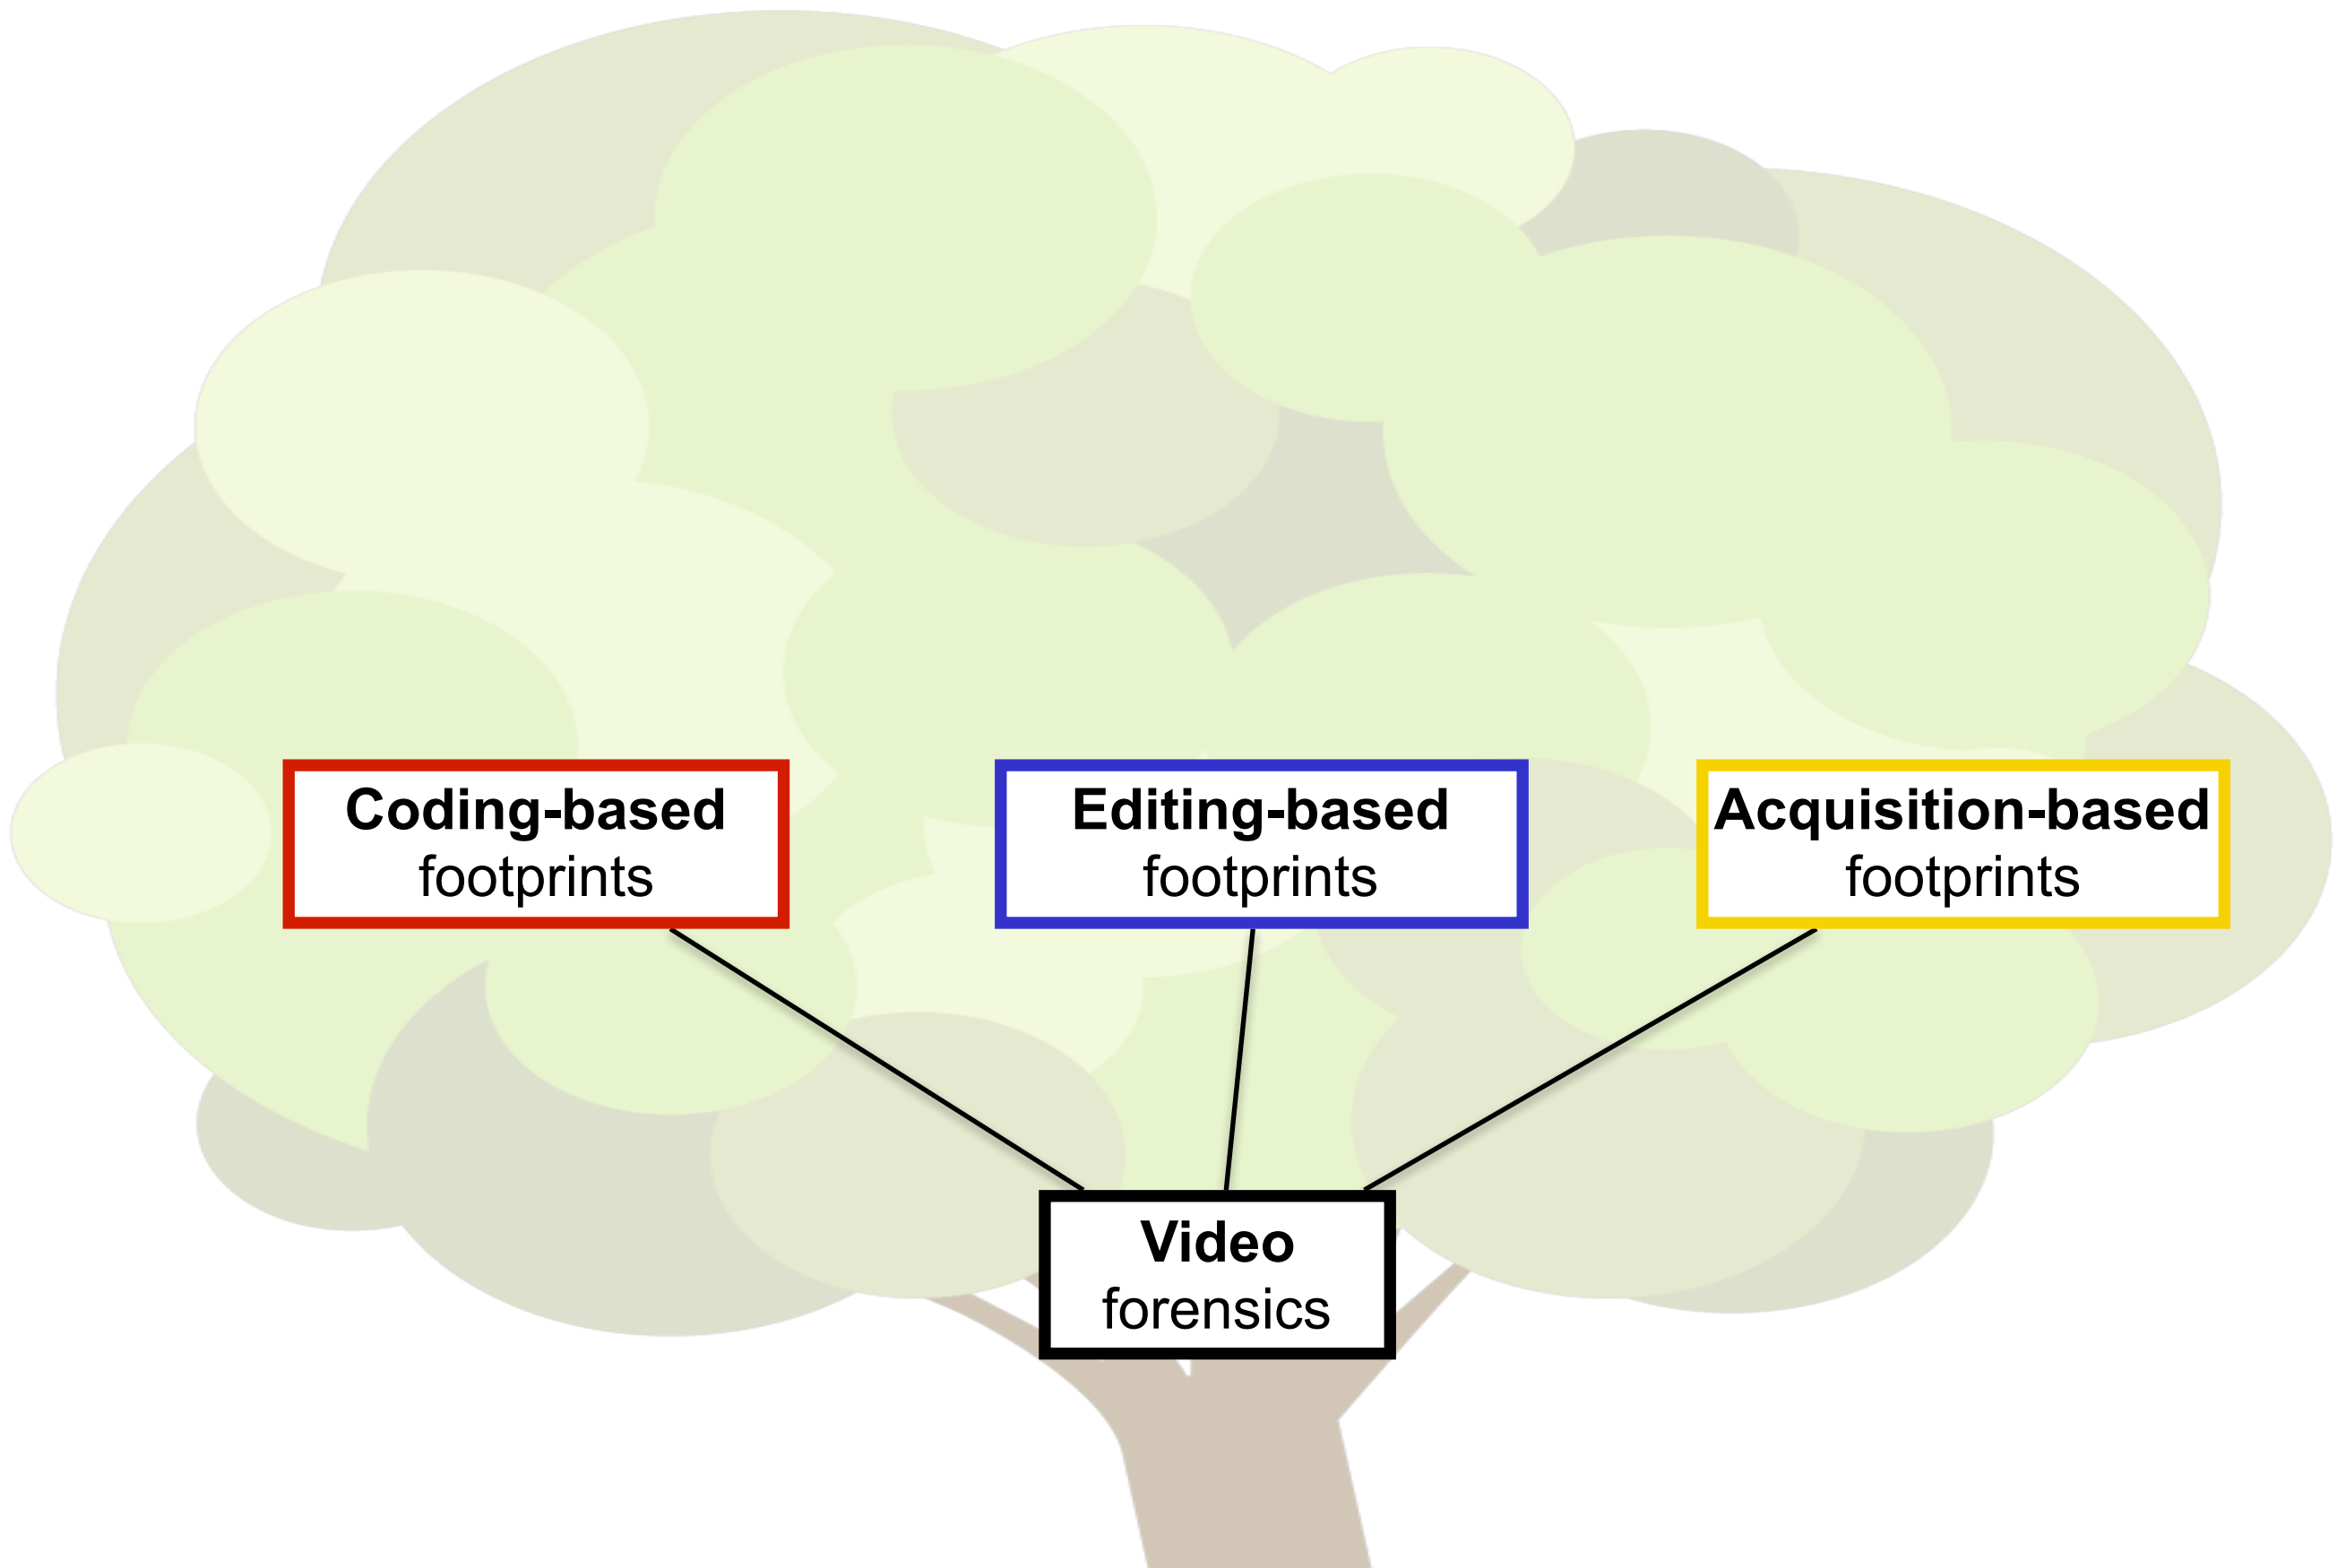 Coding-based
footprints
Editing-based
footprints
Acquisition-based
footprints
Video
forensics